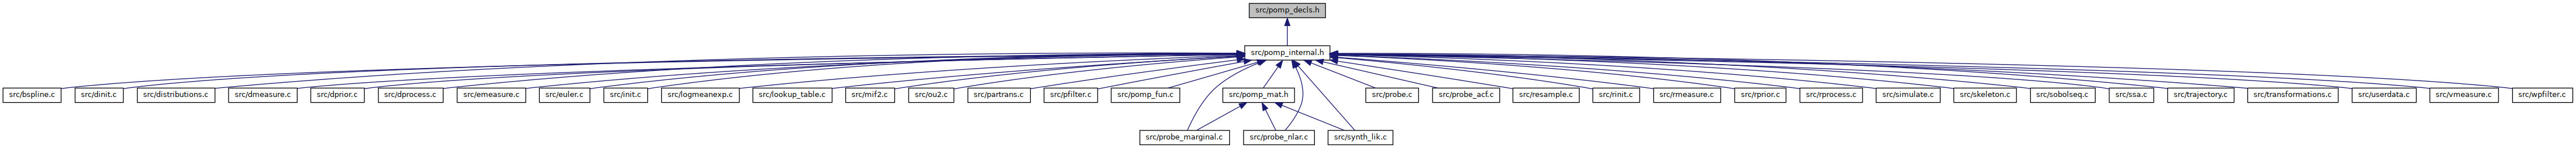 src/pomp_decls.h
src/pomp_internal.h
src/bspline.c
src/dinit.c
src/distributions.c
src/dmeasure.c
src/dprior.c
src/dprocess.c
src/emeasure.c
src/euler.c
src/init.c
src/logmeanexp.c
src/lookup_table.c
src/mif2.c
src/ou2.c
src/partrans.c
src/pfilter.c
src/pomp_fun.c
src/pomp_mat.h
src/probe.c
src/probe_acf.c
src/resample.c
src/rinit.c
src/rmeasure.c
src/rprior.c
src/rprocess.c
src/simulate.c
src/skeleton.c
src/sobolseq.c
src/ssa.c
src/trajectory.c
src/transformations.c
src/userdata.c
src/vmeasure.c
src/wpfilter.c
src/probe_marginal.c
src/probe_nlar.c
src/synth_lik.c